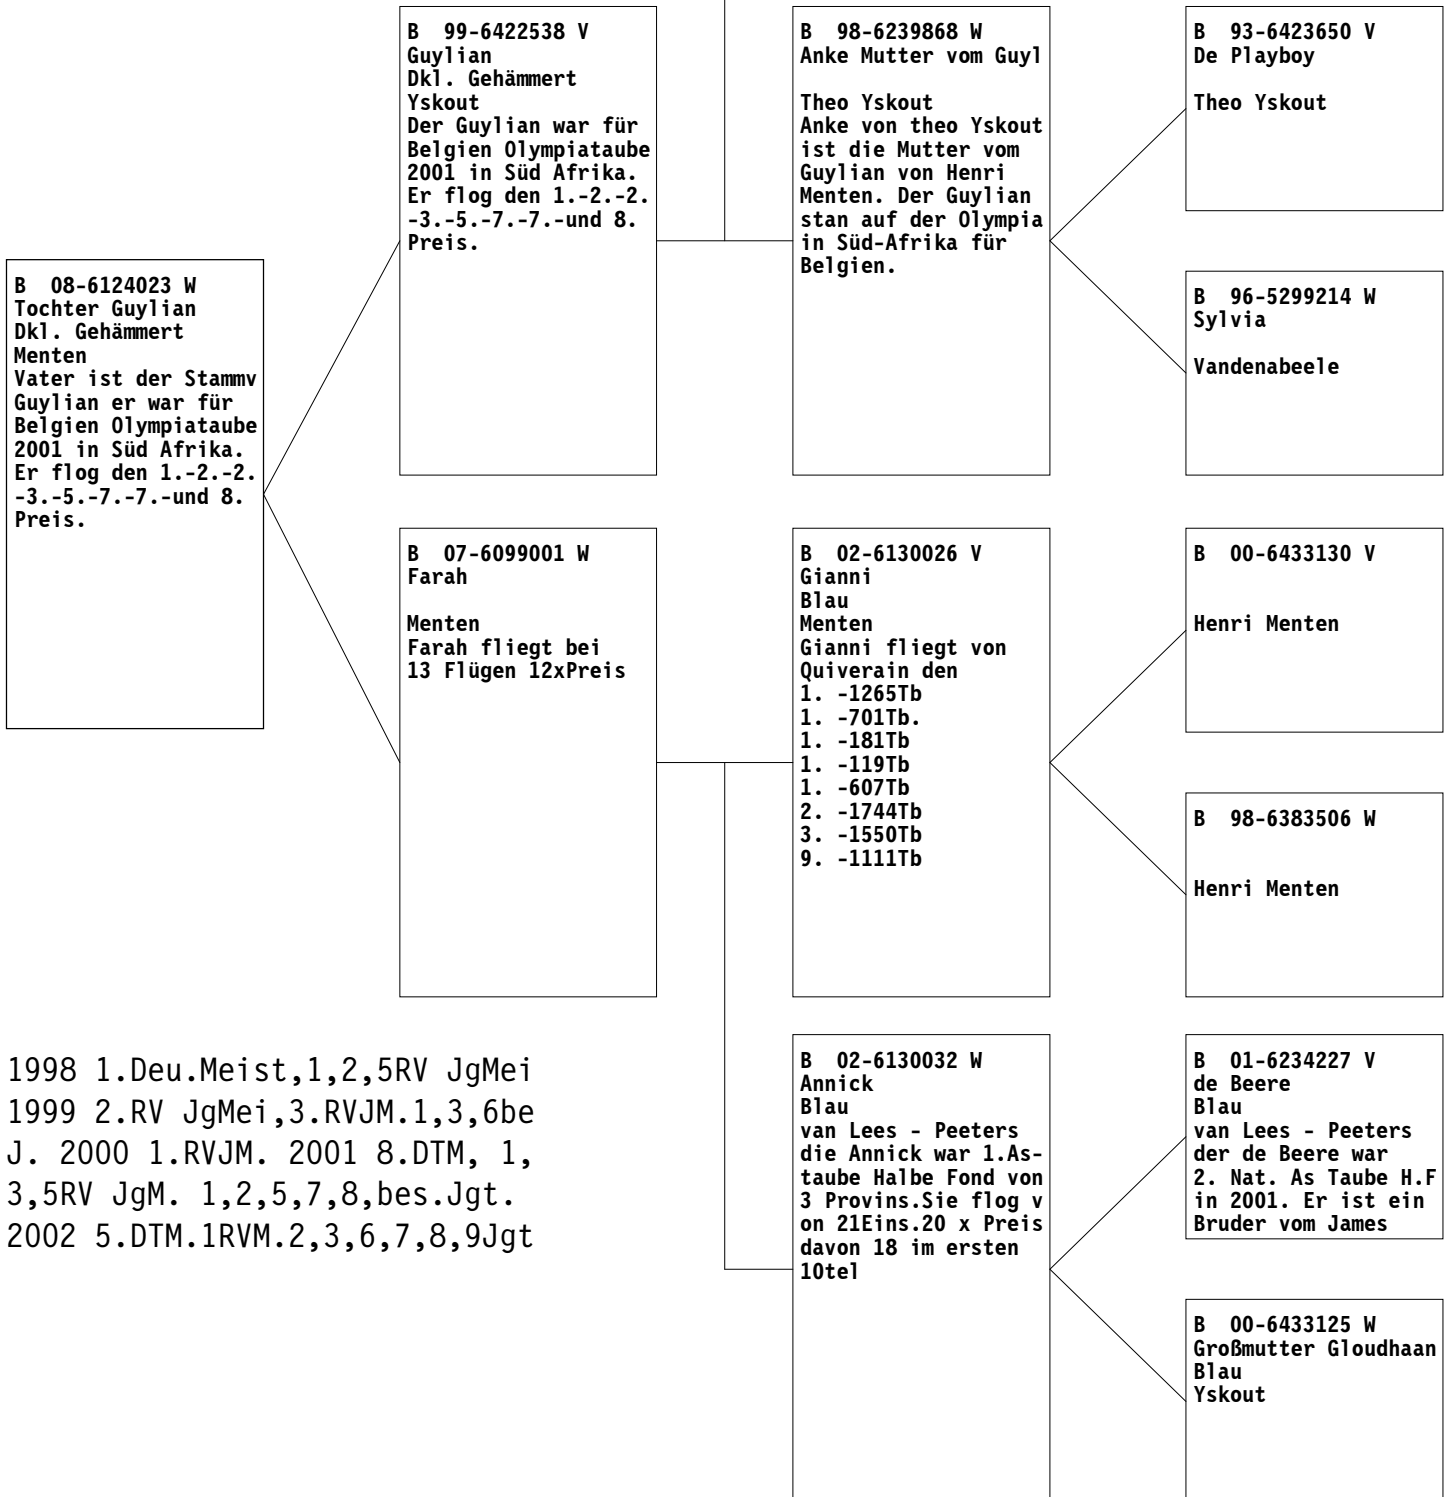 B  08-6124023 W
Tochter Guylian
Dkl. Gehämmert
Menten
Vater ist der Stammv
Guylian er war für
Belgien Olympiataube
2001 in Süd Afrika.
Er flog den 1.-2.-2.
-3.-5.-7.-7.-und 8.
Preis.
B  99-6422538 V
Guylian
Dkl. Gehämmert
Yskout
Der Guylian war für
Belgien Olympiataube
2001 in Süd Afrika.
Er flog den 1.-2.-2.
-3.-5.-7.-7.-und 8.
Preis.
B  07-6099001 W
Farah
Menten
Farah fliegt bei
13 Flügen 12xPreis
B  98-6239868 W
Anke Mutter vom Guyl
Theo Yskout
Anke von theo Yskout
ist die Mutter vom
Guylian von Henri
Menten. Der Guylian
stan auf der Olympia
in Süd-Afrika für
Belgien.
B  02-6130026 V
Gianni
Blau
Menten
Gianni fliegt von
Quiverain den
1. -1265Tb
1. -701Tb.
1. -181Tb
1. -119Tb
1. -607Tb
2. -1744Tb
3. -1550Tb
9. -1111Tb
B  02-6130032 W
Annick
Blau
van Lees - Peeters
die Annick war 1.As-
taube Halbe Fond von
3 Provins.Sie flog v
on 21Eins.20 x Preis
davon 18 im ersten
10tel
B  93-6423650 V
De Playboy
Theo Yskout
B  96-5299214 W
Sylvia
Vandenabeele
B  00-6433130 V
Henri Menten
B  98-6383506 W
Henri Menten
B  01-6234227 V
de Beere
Blau
van Lees - Peeters
der de Beere war
2. Nat. As Taube H.F
in 2001. Er ist ein
Bruder vom James
B  00-6433125 W
Großmutter Gloudhaan
Blau
Yskout
1998 1.Deu.Meist,1,2,5RV JgMei
1999 2.RV JgMei,3.RVJM.1,3,6be
J. 2000 1.RVJM. 2001 8.DTM, 1,
3,5RV JgM. 1,2,5,7,8,bes.Jgt.
2002 5.DTM.1RVM.2,3,6,7,8,9Jgt